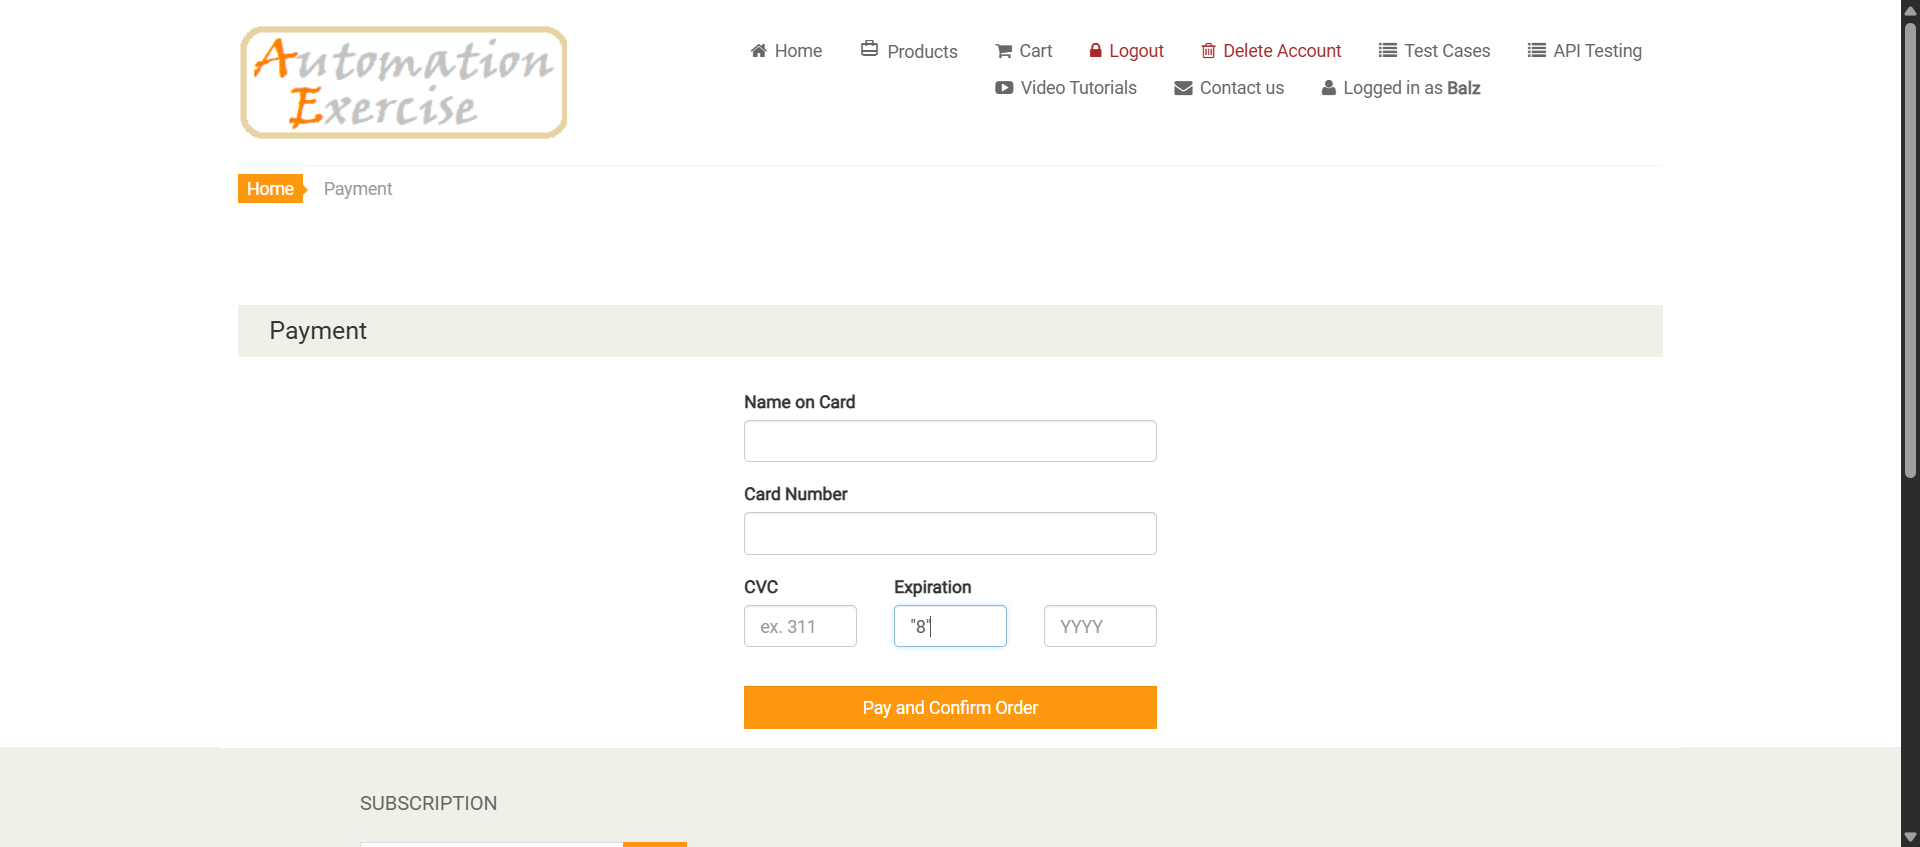 Automation
Exercise
Home Products Cart Logout Delete Account Test Cases API Testing
Video Tutorials Contact us Logged in as Balz
Home Payment
Payment
Name on Card
Card Number
CVC Expiration
ex. 311 "8" YYYY
Pay and Confirm Order
SUBSCRIPTION